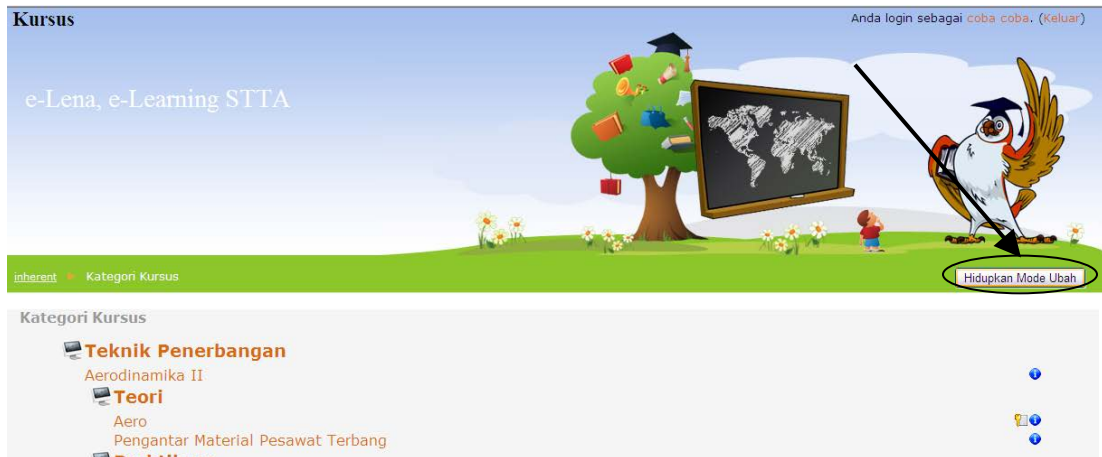 Kursus
Anda login sebagai coba coba. (Keluar)
e-Lena, e-Learning STTA
inherent ► Kategori Kursus
Hidupkan Mode Ubah
Kategori Kursus
Teknik Penerbangan
Aerodinamika II
Teori
Aero
Pengantar Material Pesawat Terbang